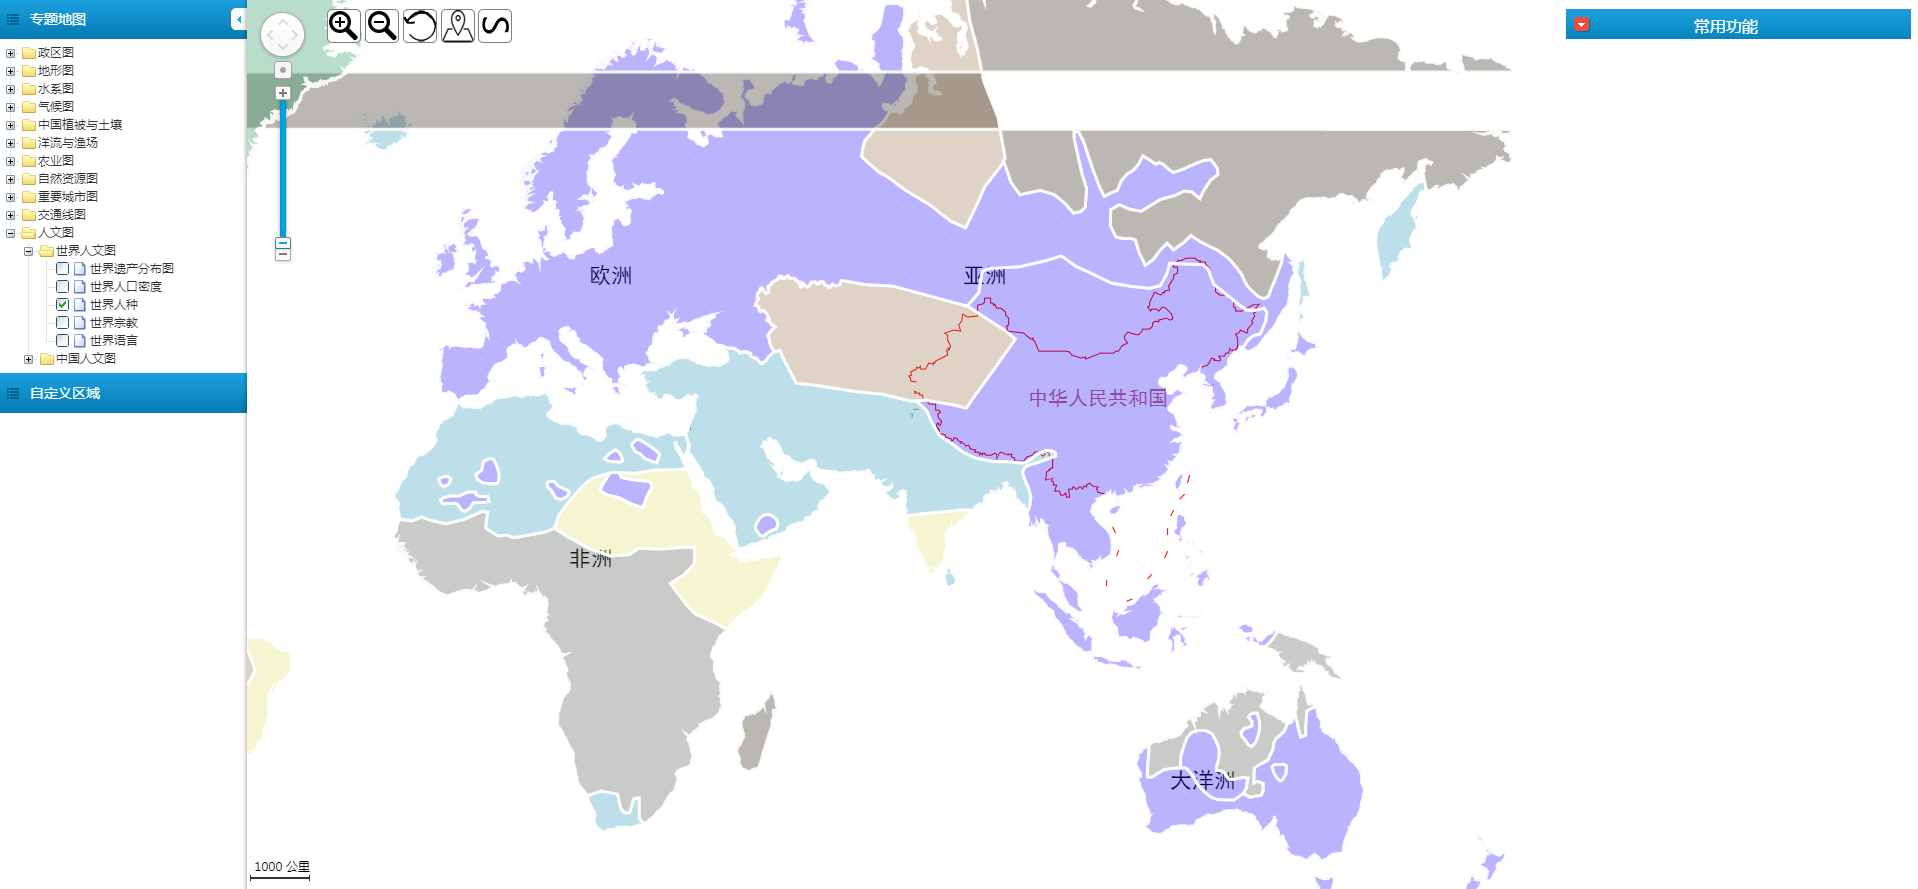 专题地图
常用功能
政区图
地形图
水系图
气候图
中国植被与土壤
洋流与渔场
农业图
自然资源图
重要城市图
交通线图
人文图
世界人文图
世界遗产分布图
世界人口密度
世界人种
世界宗教
世界语言
中国人文图
自定义区域
欧洲
亚洲
中华人民共和国
非洲
大洋洲
1000 公里